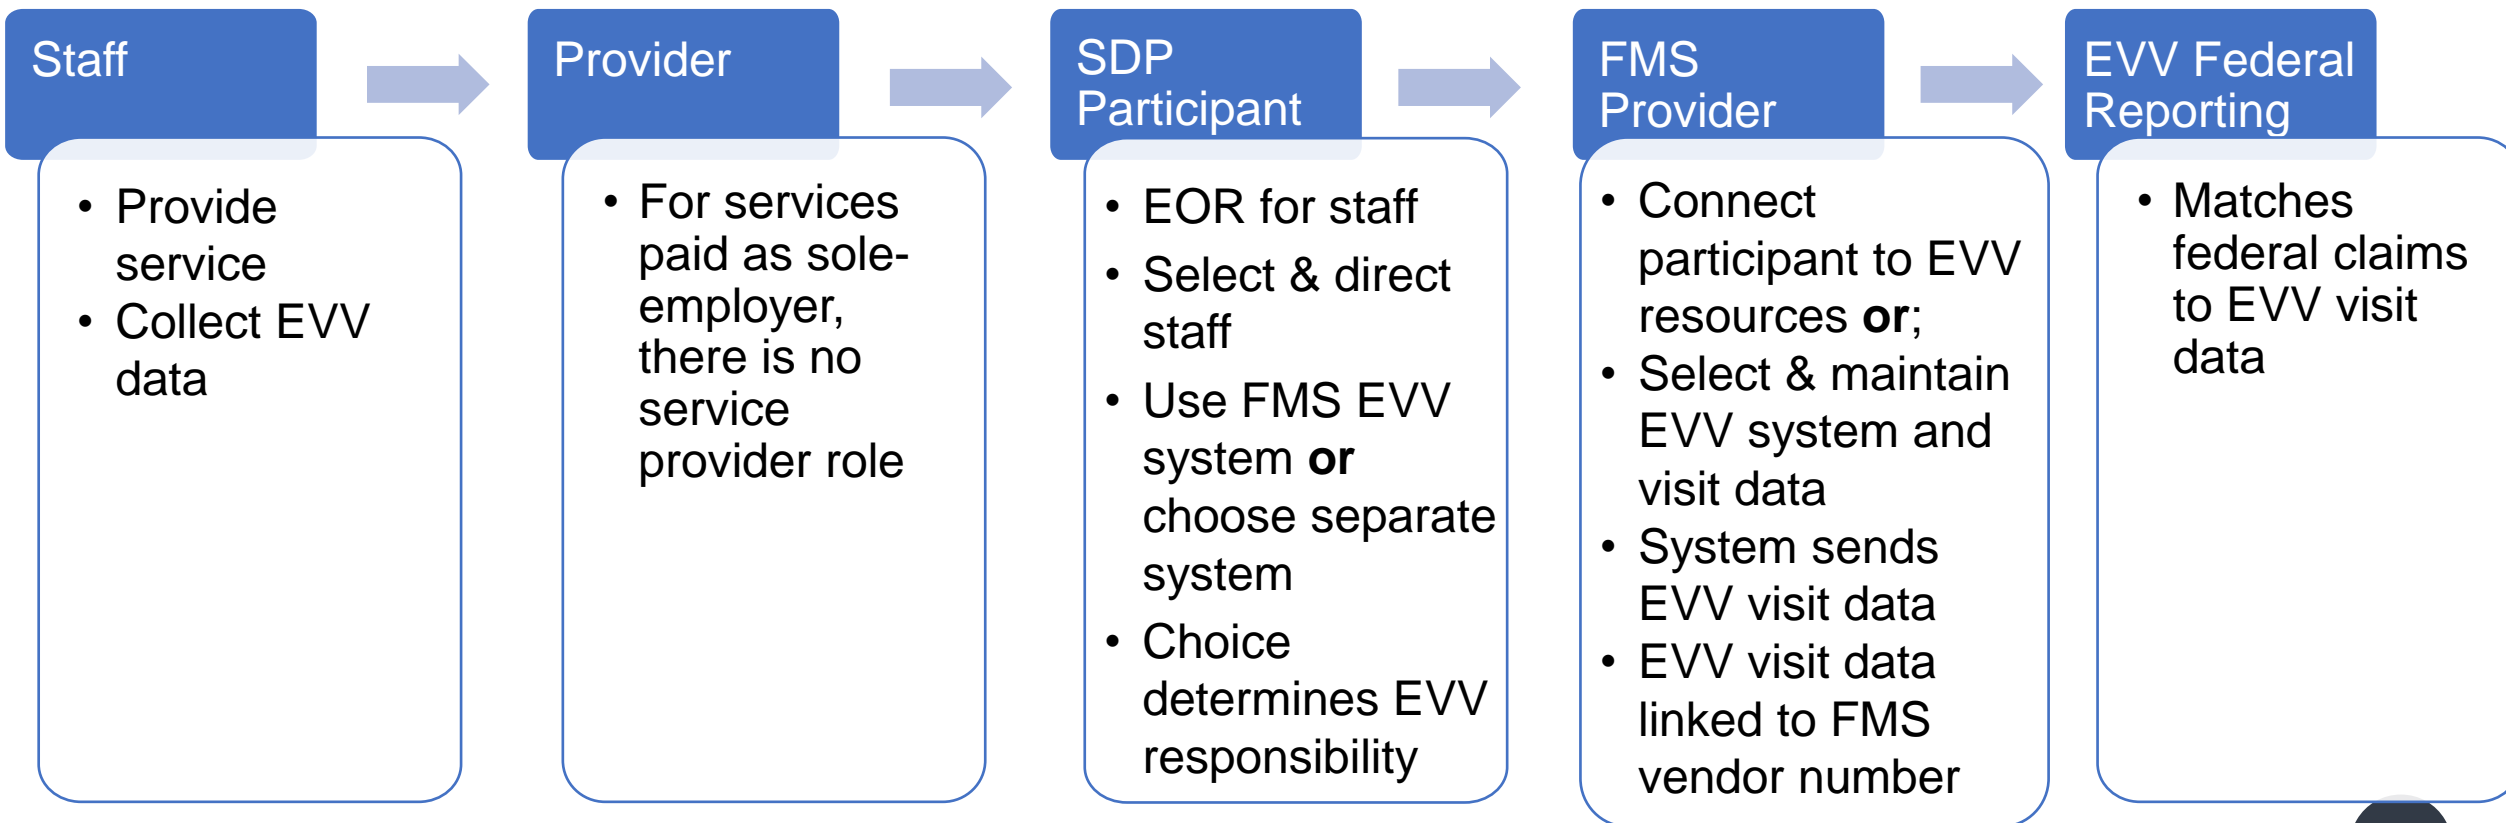 Staff
• Provide
service
• Collect EVV
data
Provider
• For services
paid as sole-
employer,
there is no
service
provider role
SDP
Participant
• EOR for staff
• Select & direct
staff
• Use FMS EVV
system or
choose separate
system
• Choice
determines EVV
responsibility
FMS
Provider
• Connect
participant to EVV
resources or;
• Select & maintain
EVV system and
visit data
• System sends
EVV visit data
• EVV visit data
linked to FMS
vendor number
EVV Federal
Reporting
• Matches
federal claims
to EVV visit
data